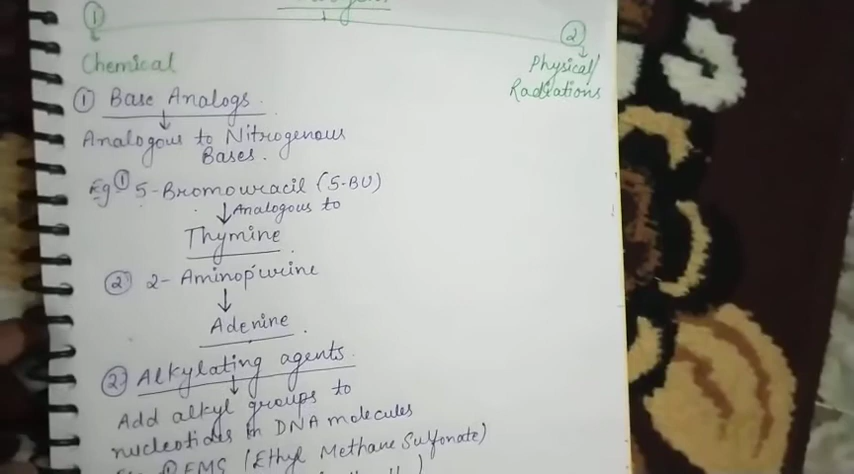 ①
②
Chemical
Physical/
Radiations
① Base Analogs.
Analogous to Nitrogenous
Bases.
Eg ① 5-Bromouracil (5-BU)
Analogous to
Thymine.
② 2-Aminopurine
Adenine.
② Alkylating agents.
Add alkyl groups to
nucleotides in DNA molecules
① EMS (Ethyl Methane Sulfonate)